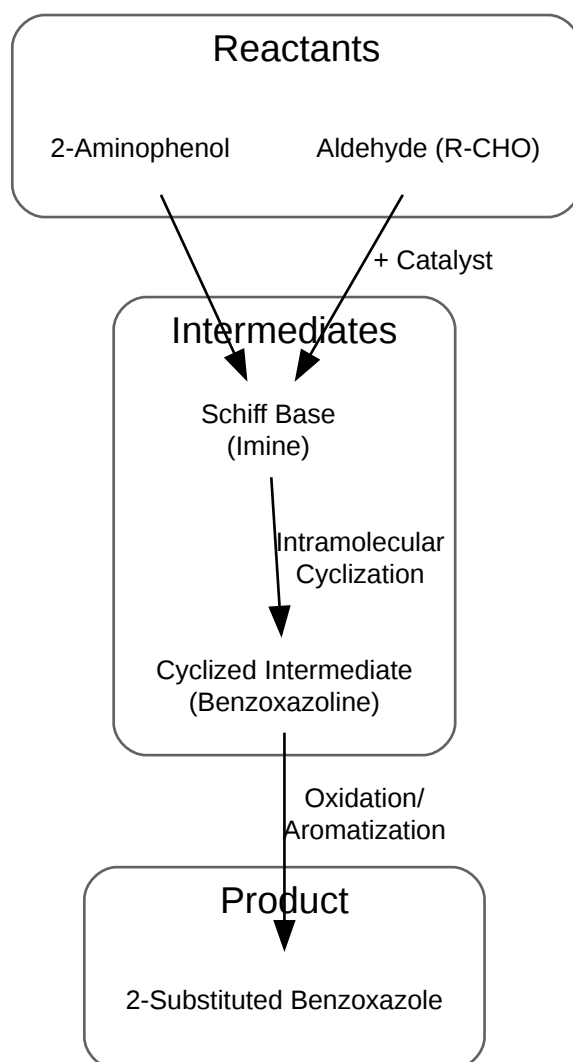 Reactants
2-Aminophenol
Aldehyde (R-CHO)
+ Catalyst
Intermediates
Schiff Base
(Imine)
Intramolecular
Cyclization
Cyclized Intermediate
(Benzoxazoline)
Oxidation/
Aromatization
Product
2-Substituted Benzoxazole